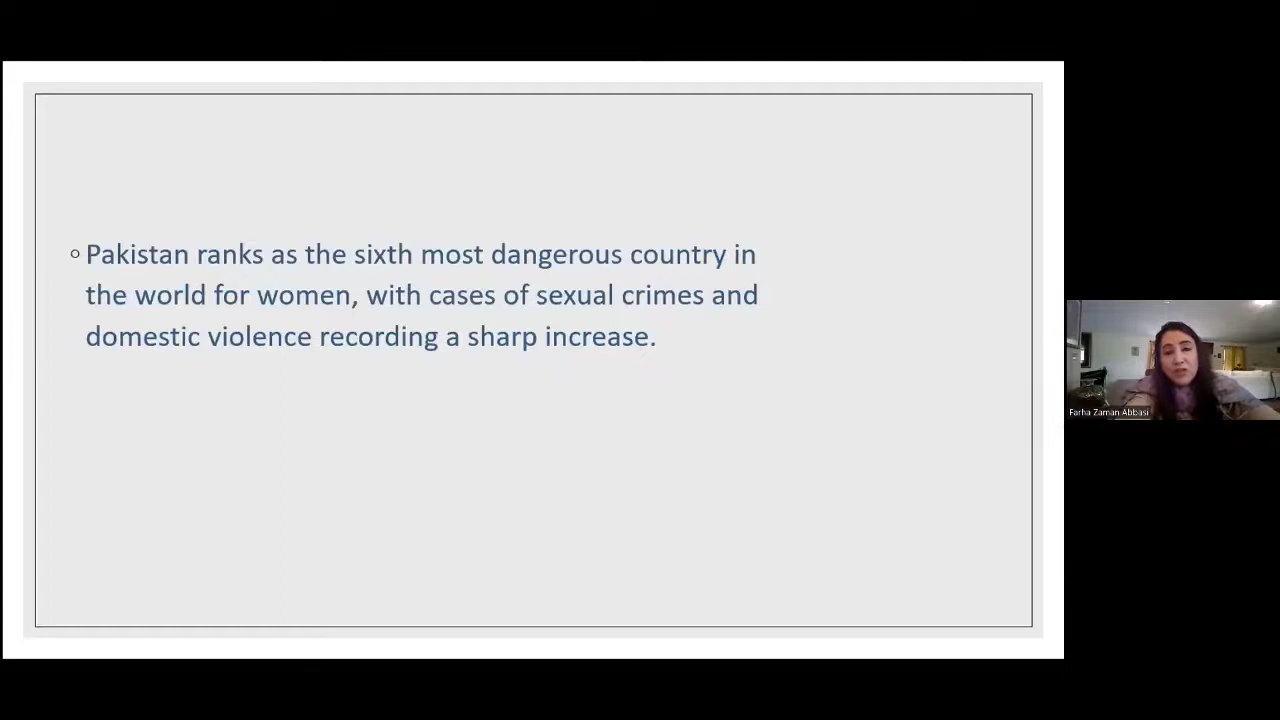 Pakistan ranks as the sixth most dangerous country in
the world for women, with cases of sexual crimes and
domestic violence recording a sharp increase.
Farha Zaman Abbasi